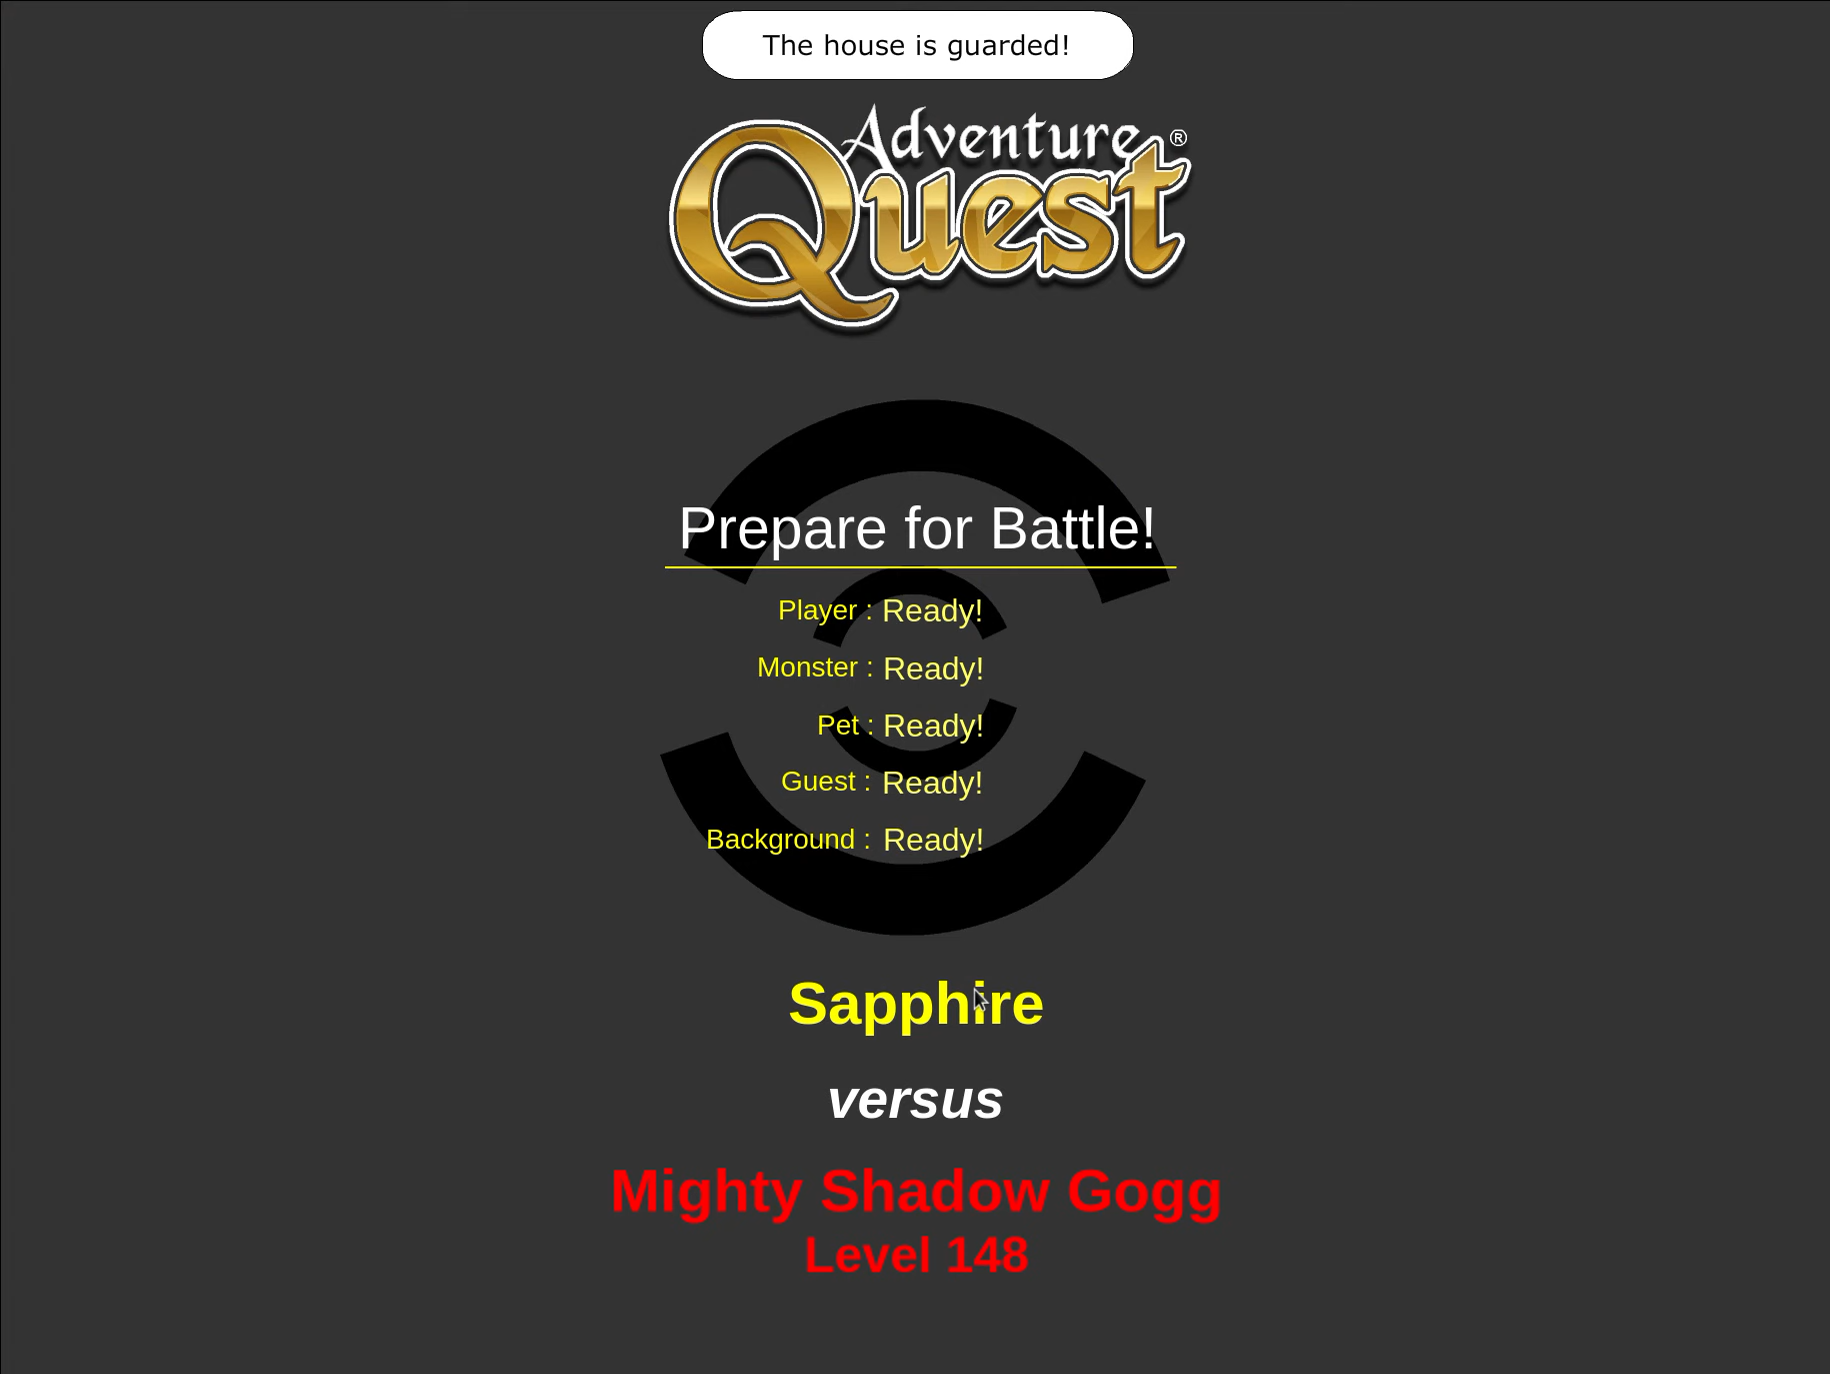 The house is guarded!
Adventure
Quest®
Prepare for Battle!
Player : Ready!
Monster : Ready!
Pet : Ready!
Guest : Ready!
Background : Ready!
Sapphire
versus
Mighty Shadow Gogg
Level 148